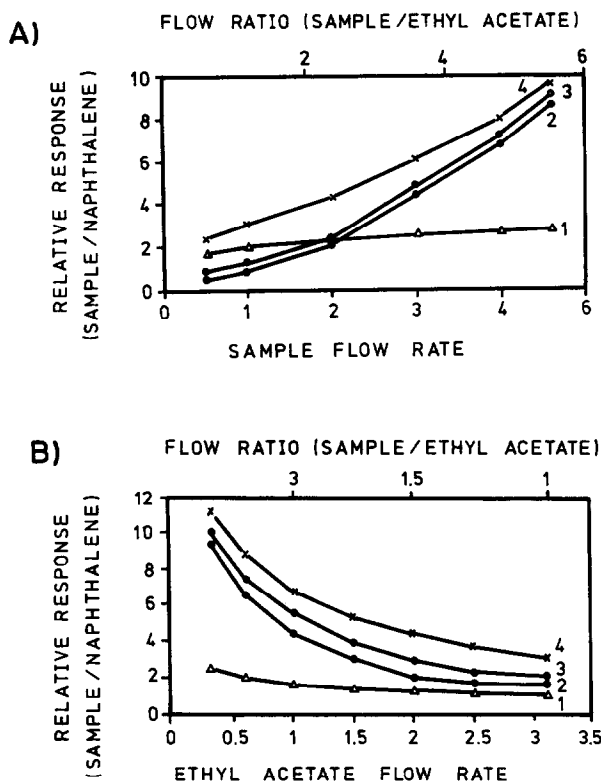 A)
FLOW RATIO (SAMPLE/ETHYL ACETATE)
2 4 6
RELATIVE RESPONSE
(SAMPLE/NAPHTHALENE)
10
8
6
4
2
0
4
3
2
1
0 1 2 3 4 6
SAMPLE FLOW RATE
B)
FLOW RATIO (SAMPLE/ETHYL ACETATE)
3 1.5 1
RELATIVE RESPONSE
(SAMPLE/NAPHTHALENE)
12
10
8
6
4
2
0
4
3
2
1
0 0.5 1.0 1.5 2.0 2.5 3.0 3.5
ETHYL ACETATE FLOW RATE